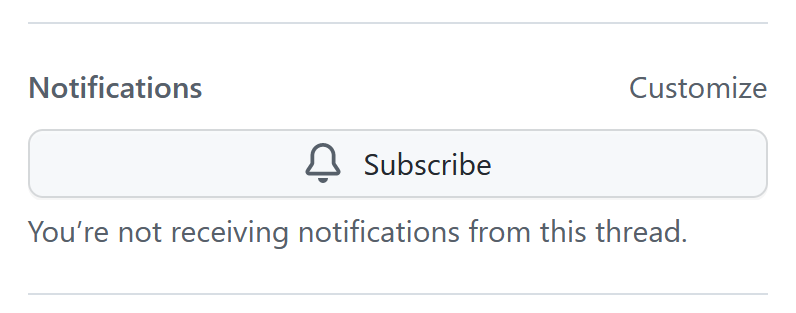 Notifications Customize
Subscribe
You’re not receiving notifications from this thread.